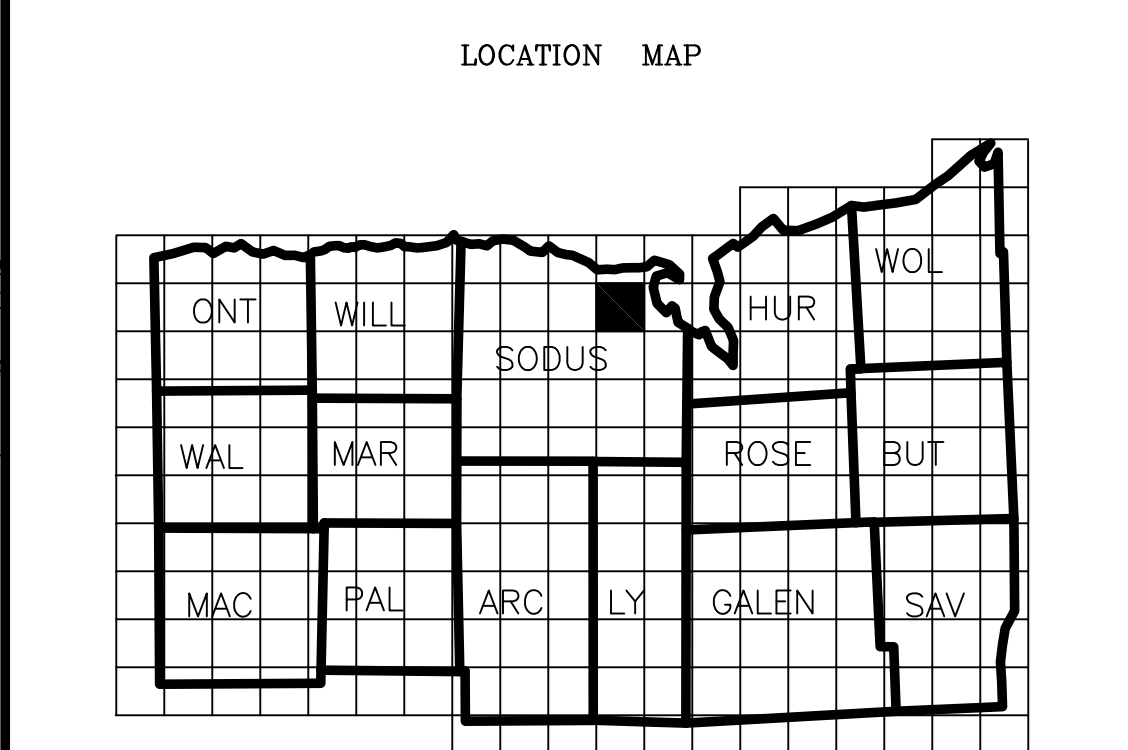 LOCATION MAP
WOL
ONT WILL HUR
SODUS
WAL MAR ROSE BUT
MAC PAL ARC LY GALEN SAV